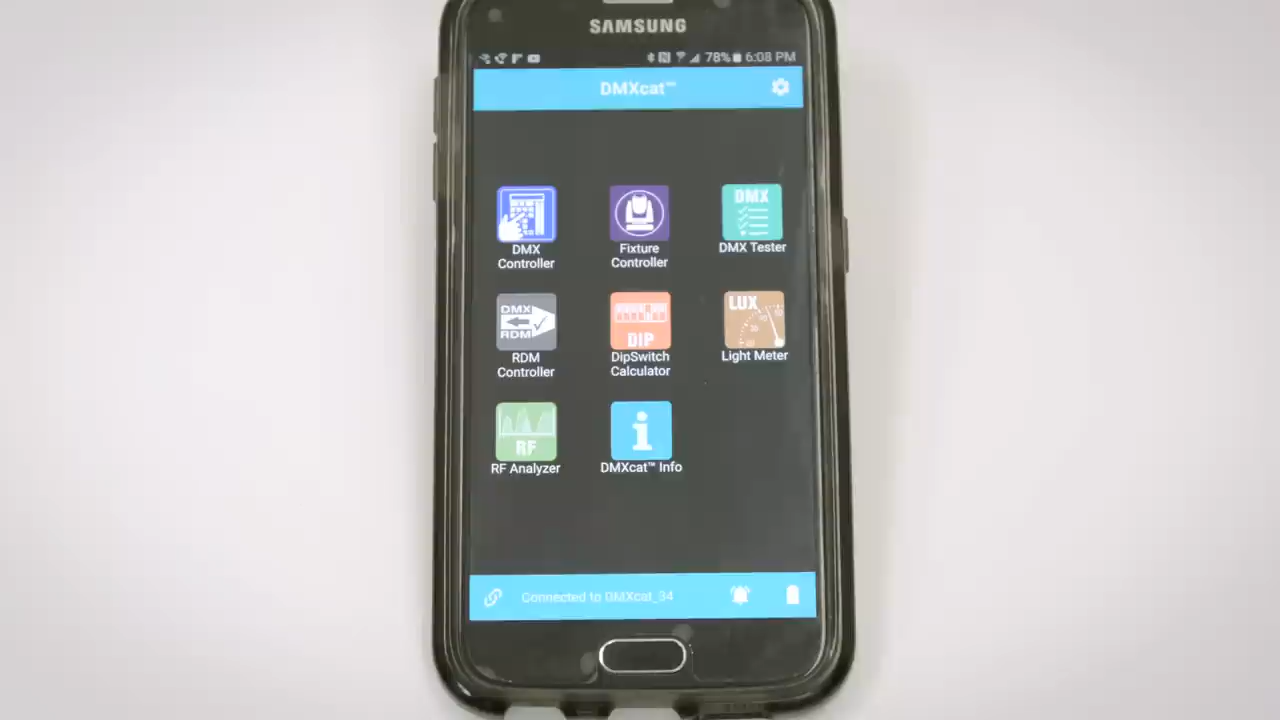 SAMSUNG
78% 6:08 PM
DMXcat™
DMX
Controller
Fixture
Controller
DMX
DMX Tester
DMX
RDM
RDM
Controller
DIP
DipSwitch
Calculator
LUX
Light Meter
RF
RF Analyzer
i
DMXcat™ Info
Connected to DMXcat_34